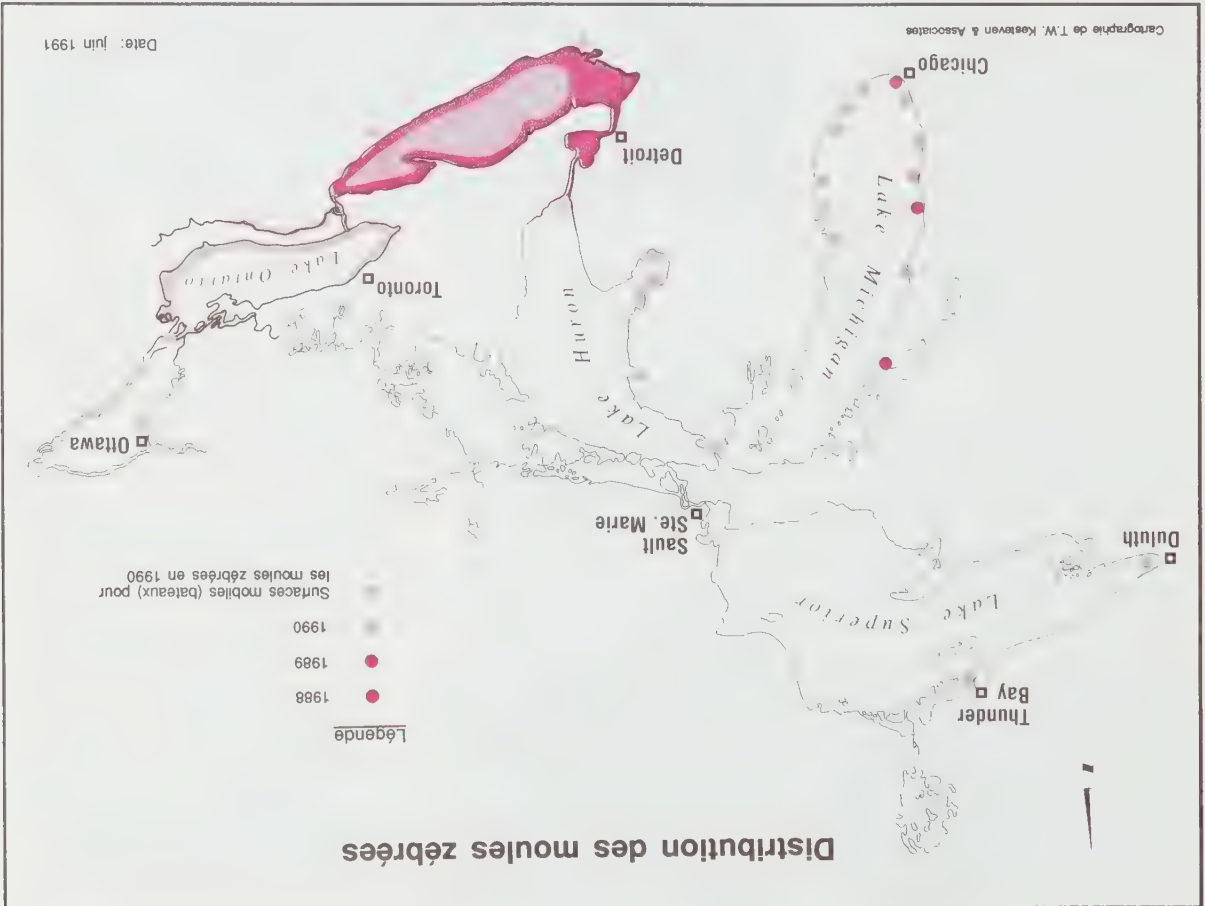 Distribution des moules zébrées
Thunder
Bay
Légende
1988
1989
1990
Surfaces mobiles (bateaux) pour
les moules zébrées en 1990
Lake Superior
Duluth
Sault
Ste. Marie
Ottawa
Lake Huron
Lake Michigan
Toronto
Lake Ontario
Detroit
Chicago
Cartographie de T.W. Kesteven & Associates
Date: juin 1991